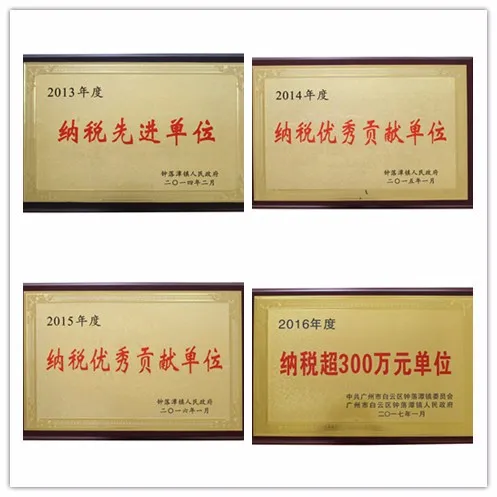 2013年度
纳税先进单位
钟落潭镇人民政府
二〇一四年二月
2014年度
纳税优秀贡献单位
钟落潭镇人民政府
二〇一五年一月
2015年度
纳税优秀贡献单位
钟落潭镇人民政府
二〇一六年一月
2016年度
纳税超300万元单位
中共广州市白云区钟落潭镇委员会
广州市白云区钟落潭镇人民政府
二〇一七年一月